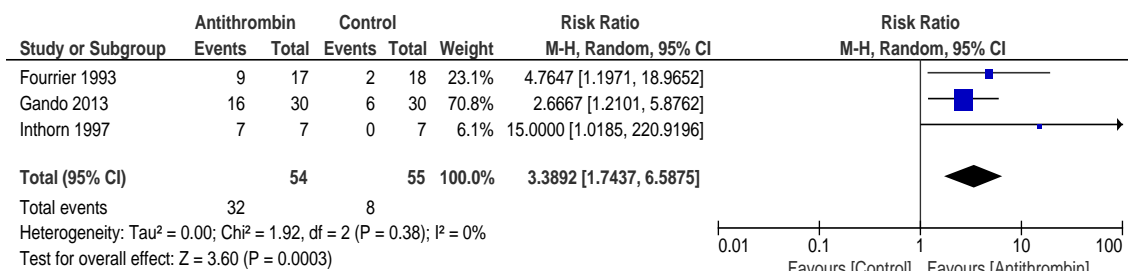 Antithrombin Control Risk Ratio Risk Ratio
Study or Subgroup Events Total Events Total Weight M-H, Random, 95% CI M-H, Random, 95% CI
Fourrier 1993 9 17 2 18 23.1% 4.7647 [1.1971, 18.9652]
Gando 2013 16 30 6 30 70.8% 2.6667 [1.2101, 5.8762]
Inthorn 1997 7 7 0 7 6.1% 15.0000 [1.0185, 220.9196]
Total (95% CI) 54 55 100.0% 3.3892 [1.7437, 6.5875]
Total events 32 8
Heterogeneity: Tau² = 0.00; Chi² = 1.92, df = 2 (P = 0.38); I² = 0%
Test for overall effect: Z = 3.60 (P = 0.0003)
0.01 0.1 1 10 100
Favours [Control] Favours [Antithrombin]